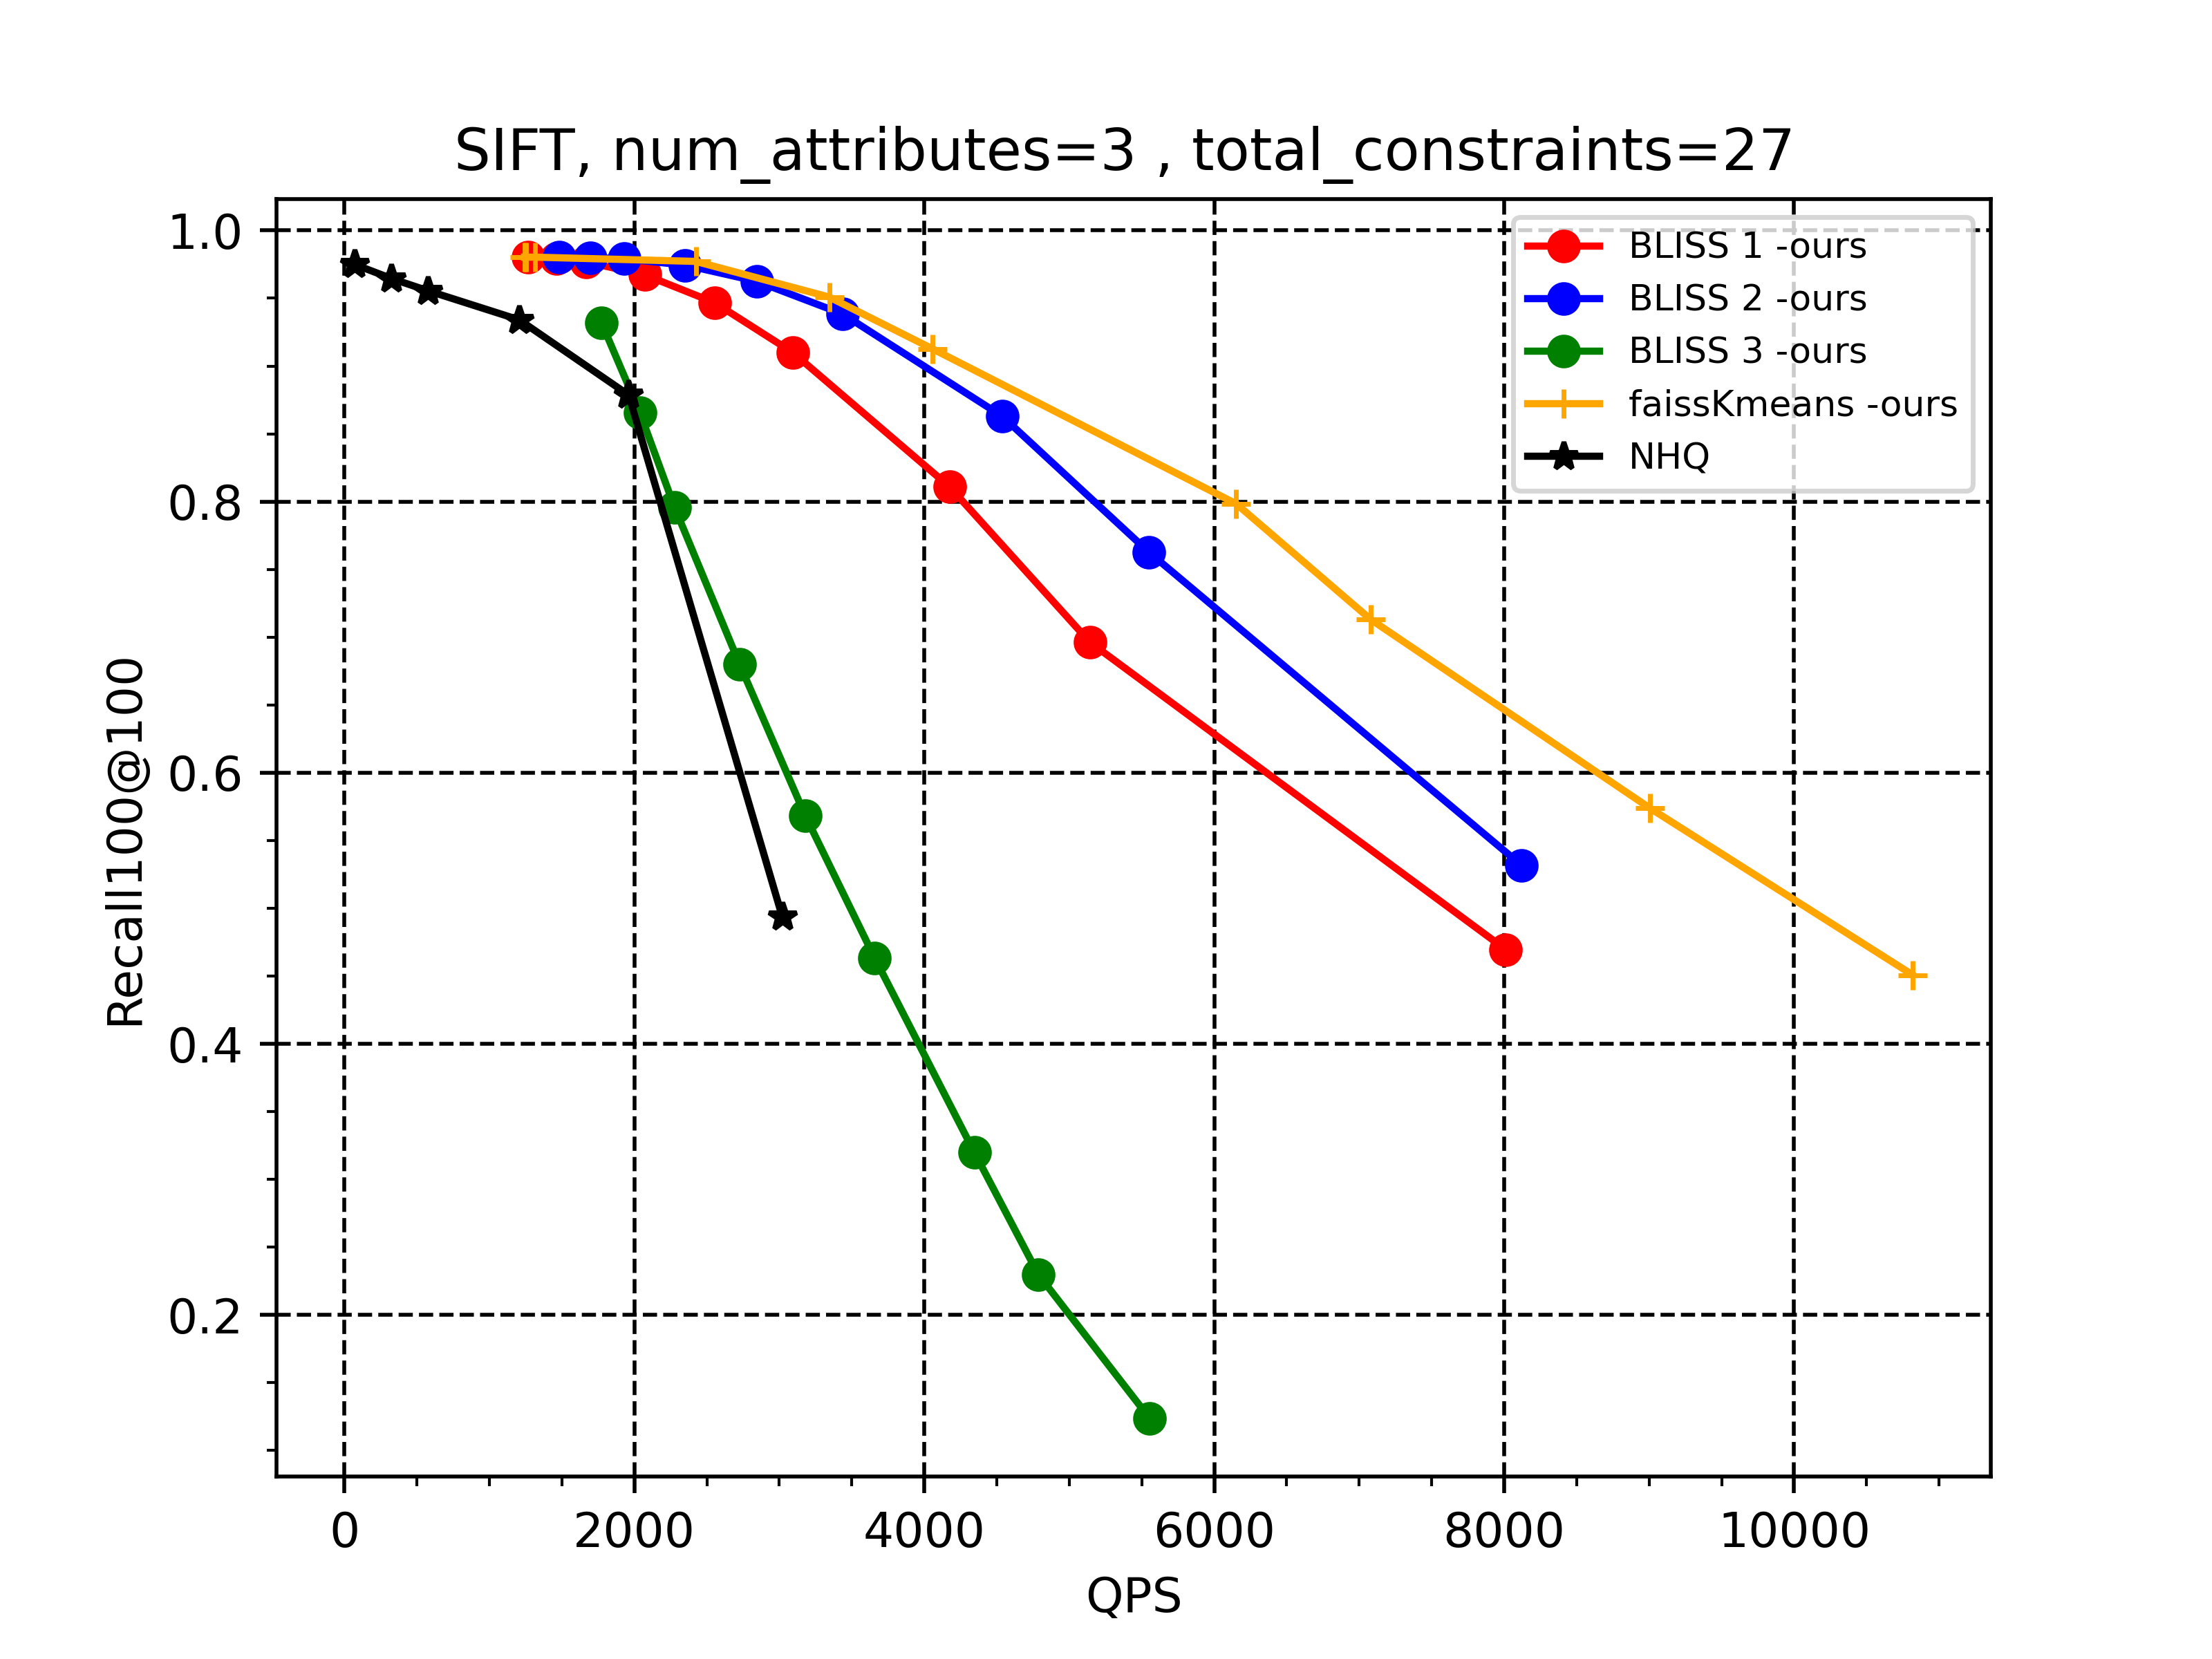 SIFT, num_attributes=3 , total_constraints=27
1.0
0.8
0.6
0.4
0.2
Recall100@100
BLISS 1 -ours
BLISS 2 -ours
BLISS 3 -ours
faissKmeans -ours
NHQ
0 2000 4000 6000 8000 10000
QPS